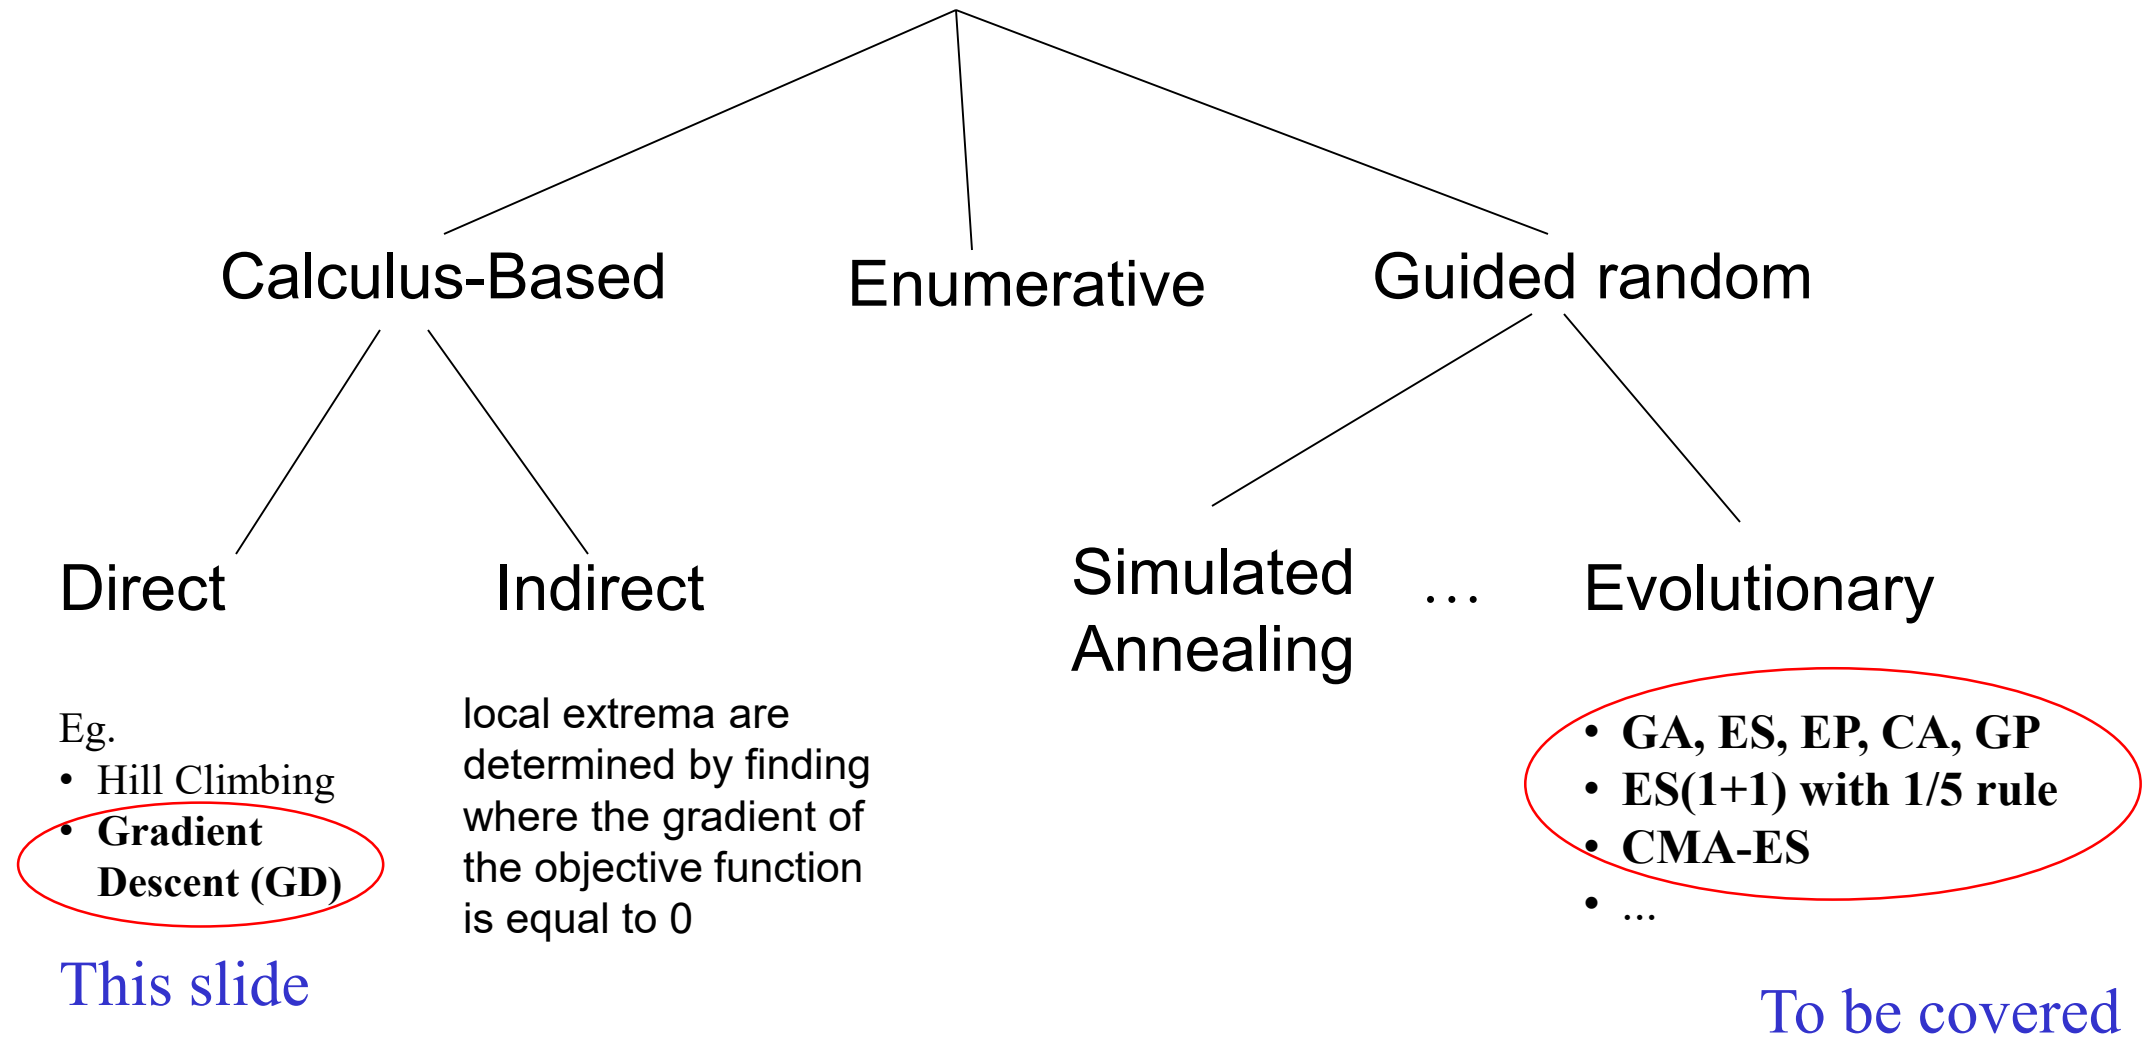 Calculus-Based
Enumerative
Guided random
Direct
Indirect
Simulated
Annealing
…
Evolutionary
Eg.
• Hill Climbing
• Gradient
Descent (GD)
This slide
local extrema are
determined by finding
where the gradient of
the objective function
is equal to 0
• GA, ES, EP, CA, GP
• ES(1+1) with 1/5 rule
• CMA-ES
• ...
To be covered